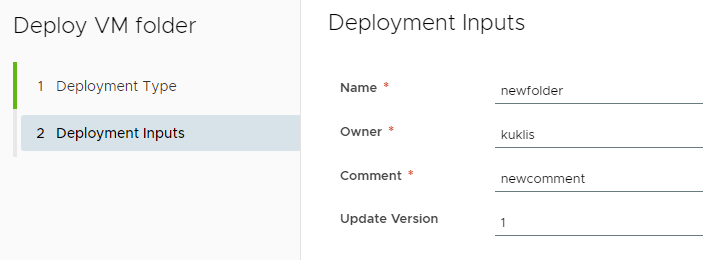 Deploy VM folder
1 Deployment Type
2 Deployment Inputs
Deployment Inputs
Name * newfolder
Owner * kuklis
Comment * newcomment
Update Version 1